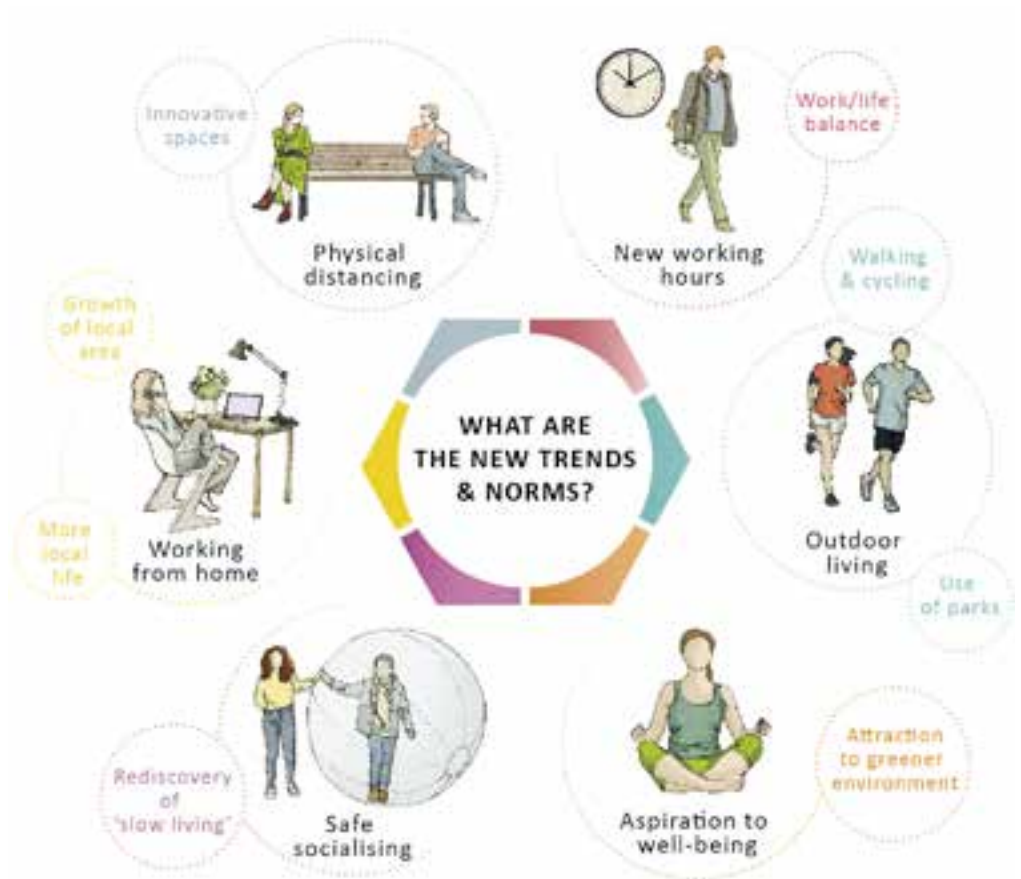 Innovative
spaces
Physical
distancing
Work/life
balance
New working
hours
Walking
& cycling
Outdoor
living
Use
of parks
WHAT ARE
THE NEW TRENDS
& NORMS?
Growth
of local
area
More
local
life
Working
from home
Rediscovery
of
'slow living'
Safe
socialising
Aspiration to
well-being
Attraction
to greener
environment